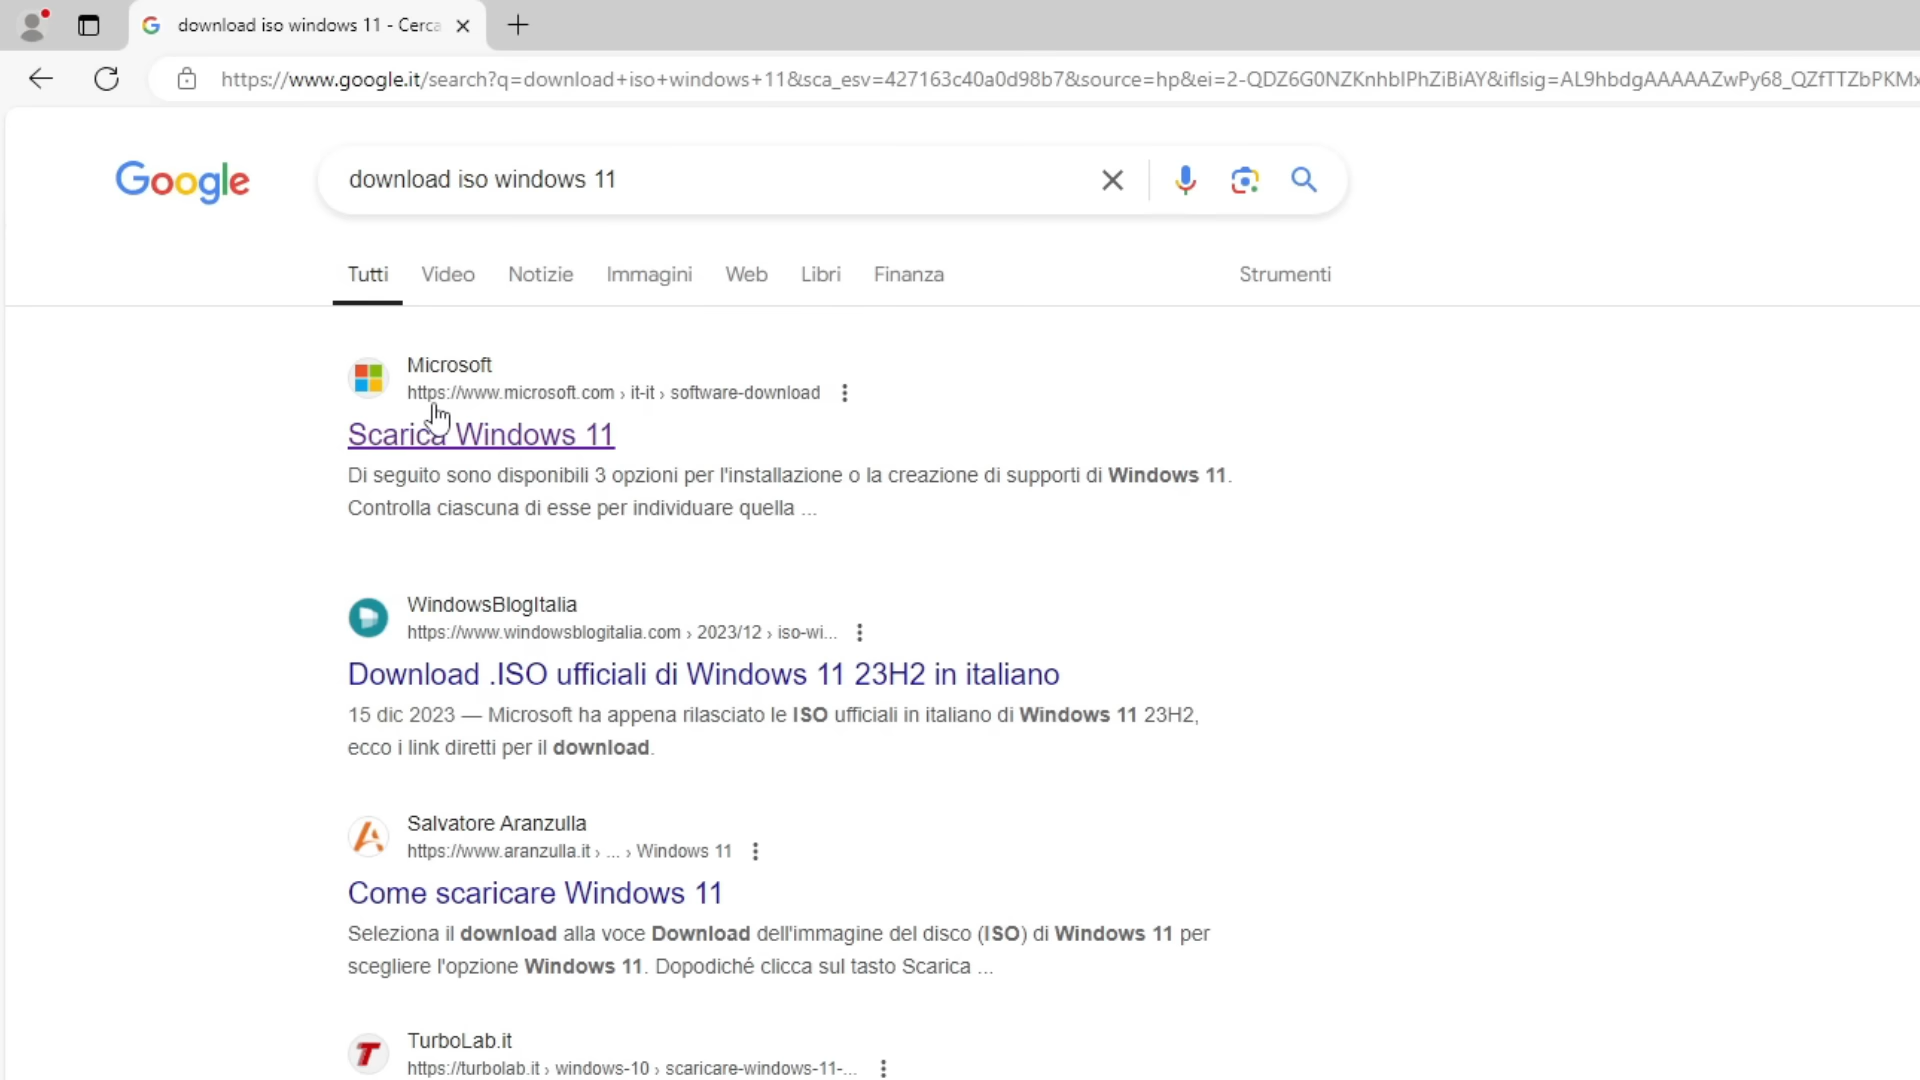 download iso windows 11 - Cerca
https://www.google.it/search?q=download+iso+windows+11&sca_esv=427163c40a0d98b7&source=hp&ei=2-QDZ6G0NZKnhbIPhZiBiAY&iflsig=AL9hbdgAAAAAZwPy68_QZfTTZbPKMx
Google
download iso windows 11
Tutti Video Notizie Immagini Web Libri Finanza Strumenti
Microsoft
https://www.microsoft.com › it-it › software-download
Scarica Windows 11
Di seguito sono disponibili 3 opzioni per l'installazione o la creazione di supporti di Windows 11.
Controlla ciascuna di esse per individuare quella ...
WindowsBlogItalia
https://www.windowsblogitalia.com › 2023/12 › iso-wi...
Download .ISO ufficiali di Windows 11 23H2 in italiano
15 dic 2023 — Microsoft ha appena rilasciato le ISO ufficiali in italiano di Windows 11 23H2,
ecco i link diretti per il download.
Salvatore Aranzulla
https://www.aranzulla.it › ... › Windows 11
Come scaricare Windows 11
Seleziona il download alla voce Download dell'immagine del disco (ISO) di Windows 11 per
scegliere l'opzione Windows 11. Dopodiché clicca sul tasto Scarica ...
TurboLab.it
https://turbolab.it › windows-10 › scaricare-windows-11-...